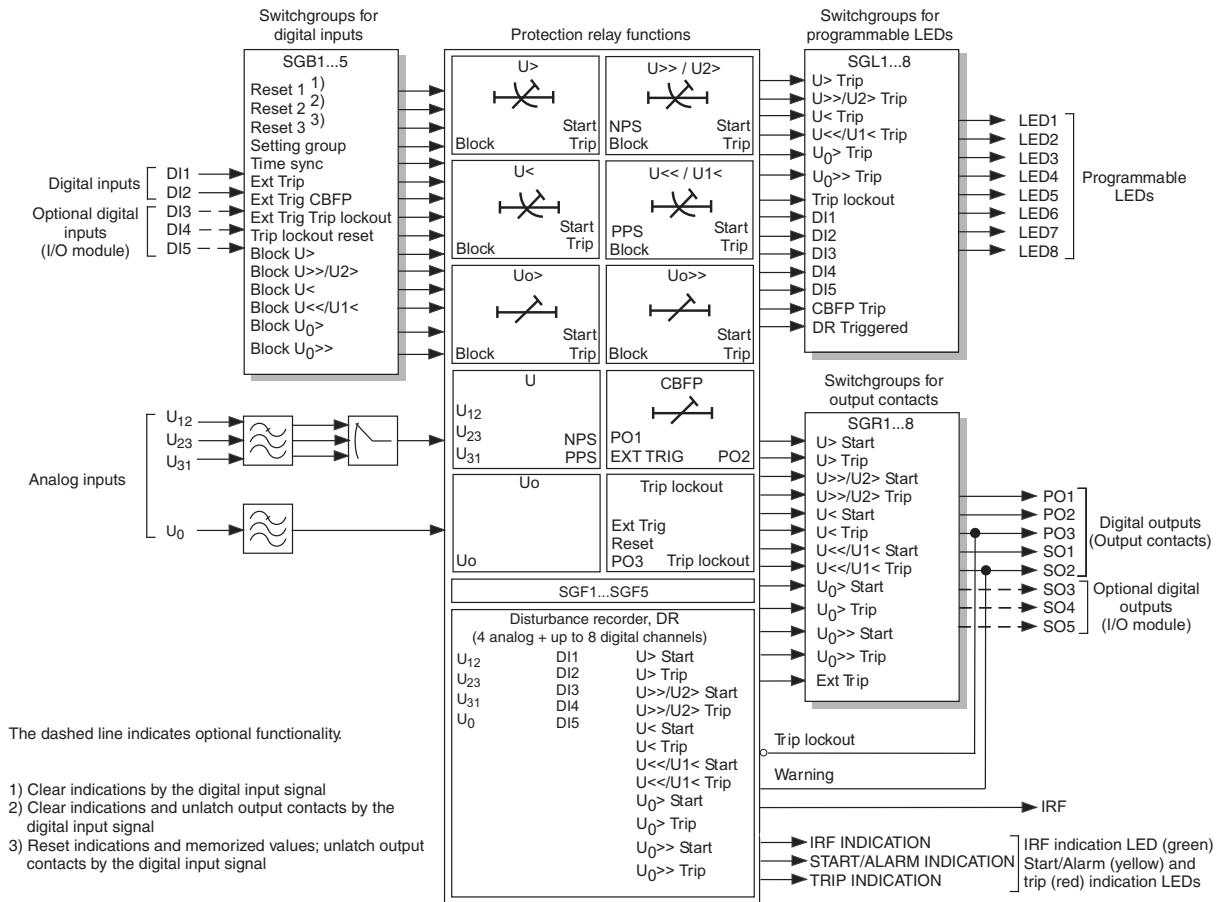 Switchgroups for
digital inputs
SGB1...5
Reset 1 1)
Reset 2 2)
Reset 3 3)
Setting group
Time sync
Ext Trip
Ext Trig CBFP
Ext Trig Trip lockout
Trip lockout reset
Block U>
Block U>>/U2>
Block U<
Block U<</U1<
Block U0>
Block U0>>
Digital inputs
DI1
DI2
Optional digital
inputs
(I/O module)
DI3
DI4
DI5
Analog inputs
U12
U23
U31
U0
Protection relay functions
U>
Start
Block Trip
U>> / U2>
NPS Start
Block Trip
U<
Start
Trip
Block
U<< / U1<
PPS Start
Block Trip
Uo>
Start
Block Trip
Uo>>
Start
Block Trip
U
U12
U23 NPS
U31 PPS
CBFP
PO1
EXT TRIG PO2
Uo
Uo
Trip lockout
Ext Trig
Reset
PO3 Trip lockout
SGF1...SGF5
Disturbance recorder, DR
(4 analog + up to 8 digital channels)
U12
U23
U31
U0
DI1
DI2
DI3
DI4
DI5
U> Start
U> Trip
U>>/U2> Start
U>>/U2> Trip
U< Start
U< Trip
U<</U1< Start
U<</U1< Trip
U0> Start
U0> Trip
U0>> Start
U0>> Trip
Switchgroups for
programmable LEDs
SGL1...8
U> Trip
U>>/U2> Trip
U< Trip
U<</U1< Trip
U0> Trip
U0>> Trip
Trip lockout
DI1
DI2
DI3
DI4
DI5
CBFP Trip
DR Triggered
LED1
LED2
LED3
LED4
LED5
LED6
LED7
LED8
Programmable
LEDs
Switchgroups for
output contacts
SGR1...8
U> Start
U> Trip
U>>/U2> Start
U>>/U2> Trip
U< Start
U< Trip
U<</U1< Start
U<</U1< Trip
U0> Start
U0> Trip
U0>> Start
U0>> Trip
Ext Trip
PO1
PO2
PO3
SO1
SO2
Digital outputs
(Output contacts)
SO3
SO4
SO5
Optional digital
outputs
(I/O module)
Trip lockout
Warning
IRF
IRF INDICATION
START/ALARM INDICATION
TRIP INDICATION
IRF indication LED (green)
Start/Alarm (yellow) and
trip (red) indication LEDs
The dashed line indicates optional functionality.
1) Clear indications by the digital input signal
2) Clear indications and unlatch output contacts by the
digital input signal
3) Reset indications and memorized values; unlatch output
contacts by the digital input signal